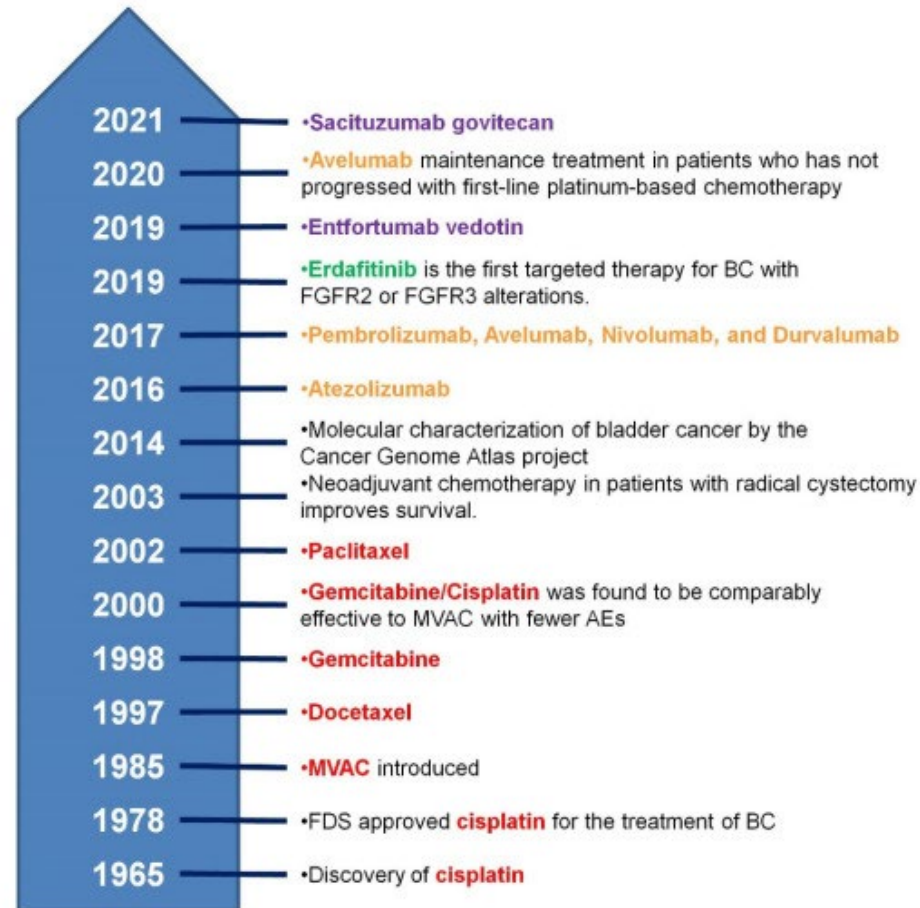 2021 •Sacituzumab govitecan
2020 •Avelumab maintenance treatment in patients who has not
progressed with first-line platinum-based chemotherapy
2019 •Entfortumab vedotin
2019 •Erdafitinib is the first targeted therapy for BC with
FGFR2 or FGFR3 alterations.
2017 •Pembrolizumab, Avelumab, Nivolumab, and Durvalumab
2016 •Atezolizumab
2014 •Molecular characterization of bladder cancer by the
Cancer Genome Atlas project
2003 •Neoadjuvant chemotherapy in patients with radical cystectomy
improves survival.
2002 •Paclitaxel
2000 •Gemcitabine/Cisplatin was found to be comparably
effective to MVAC with fewer AEs
1998 •Gemcitabine
1997 •Docetaxel
1985 •MVAC introduced
1978 •FDS approved cisplatin for the treatment of BC
1965 •Discovery of cisplatin